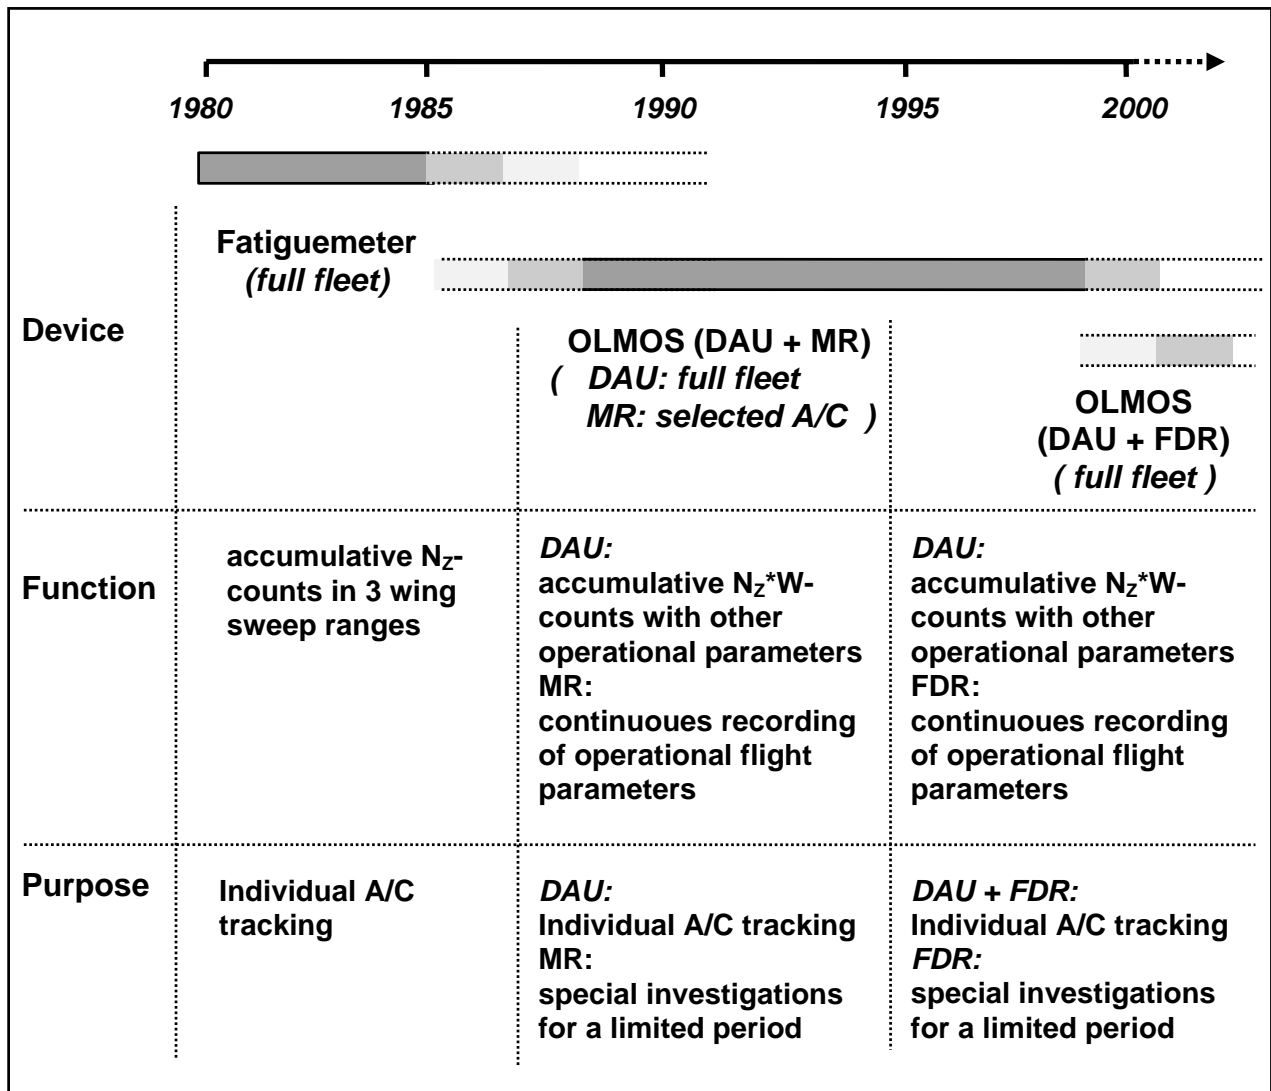 1980 1985 1990 1995 2000
Fatiguemeter
(full fleet)
Device
OLMOS (DAU + MR)
( DAU: full fleet
MR: selected A/C )
OLMOS
(DAU + FDR)
( full fleet )
Function
accumulative NZ-
counts in 3 wing
sweep ranges
DAU:
accumulative NZ*W-
counts with other
operational parameters
MR:
continuoues recording
of operational flight
parameters
DAU:
accumulative NZ*W-
counts with other
operational parameters
FDR:
continuoues recording
of operational flight
parameters
Purpose
Individual A/C
tracking
DAU:
Individual A/C tracking
MR:
special investigations
for a limited period
DAU + FDR:
Individual A/C tracking
FDR:
special investigations
for a limited period